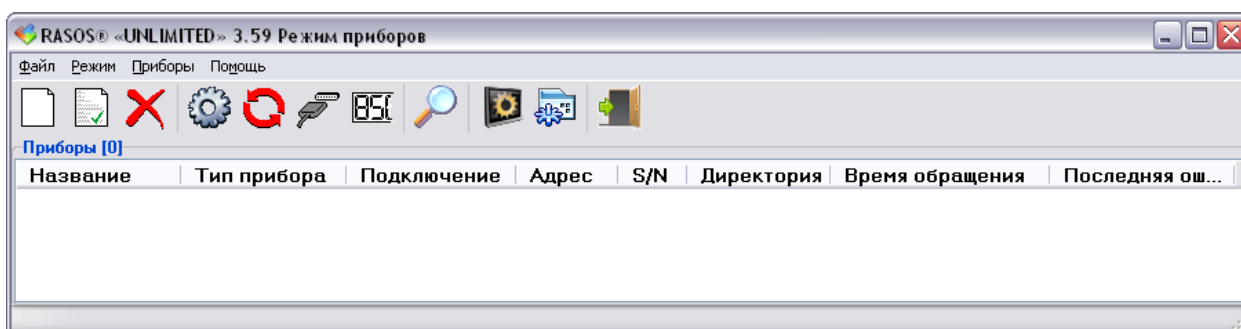 RASOS® «UNLIMITED» 3.59 Режим приборов
Файл Режим Приборы Помощь
850
Приборы [0]
Название Тип прибора Подключение Адрес S/N Директория Время обращения Последняя ош...